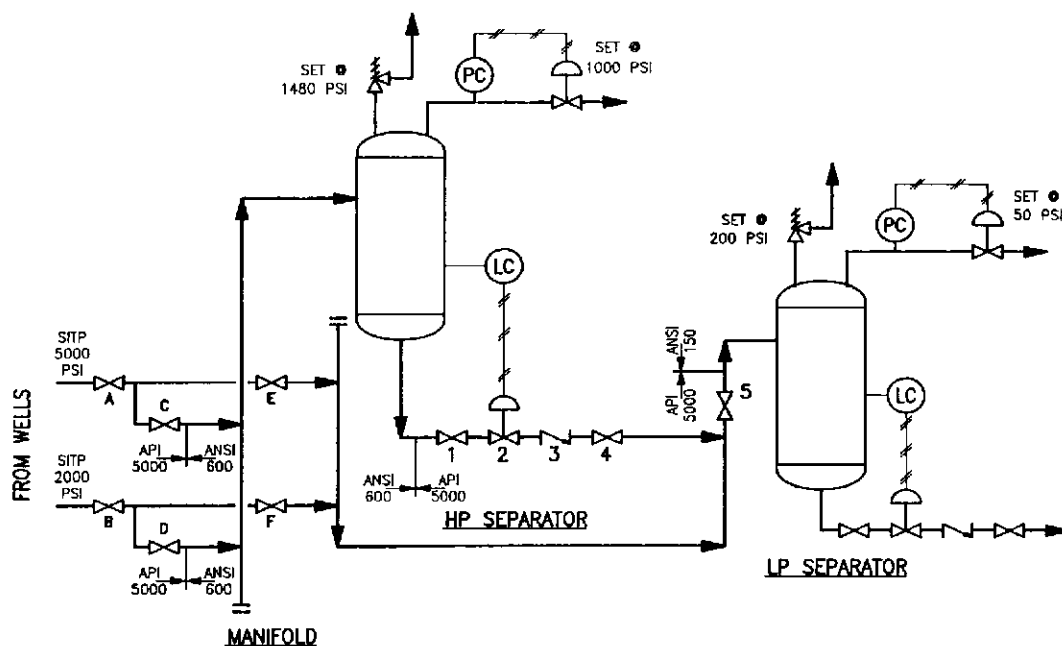 SET @
1480 PSI
PC
SET @
1000 PSI
SET @
200 PSI
PC
SET @
50 PSI
LC
SITP
5000
PSI
A
C
E
API
5000
ANSI
600
ANSI
150
API
5000
5
LC
1
2
3
4
ANSI
600
API
5000
HP SEPARATOR
FROM WELLS
SITP
2000
PSI
B
D
F
API
5000
ANSI
600
LP SEPARATOR
MANIFOLD